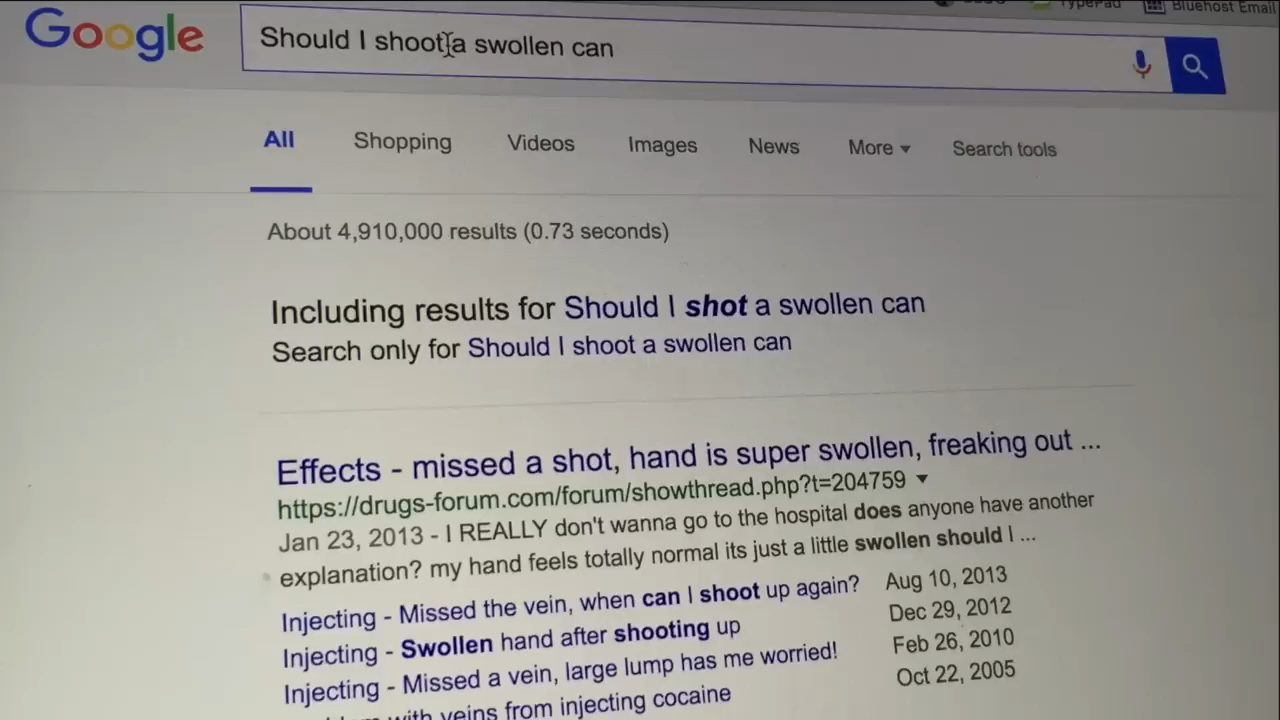 TypePad Bluehost Email
Google Should I shoot a swollen can
All Shopping Videos Images News More Search tools
About 4,910,000 results (0.73 seconds)
Including results for Should I shot a swollen can
Search only for Should I shoot a swollen can
Effects - missed a shot, hand is super swollen, freaking out ...
https://drugs-forum.com/forum/showthread.php?t=204759
Jan 23, 2013 - I REALLY don't wanna go to the hospital does anyone have another
explanation? my hand feels totally normal its just a little swollen should I ...
Injecting - Missed the vein, when can I shoot up again? Aug 10, 2013
Injecting - Swollen hand after shooting up Dec 29, 2012
Injecting - Missed a vein, large lump has me worried! Feb 26, 2010
with veins from injecting cocaine Oct 22, 2005